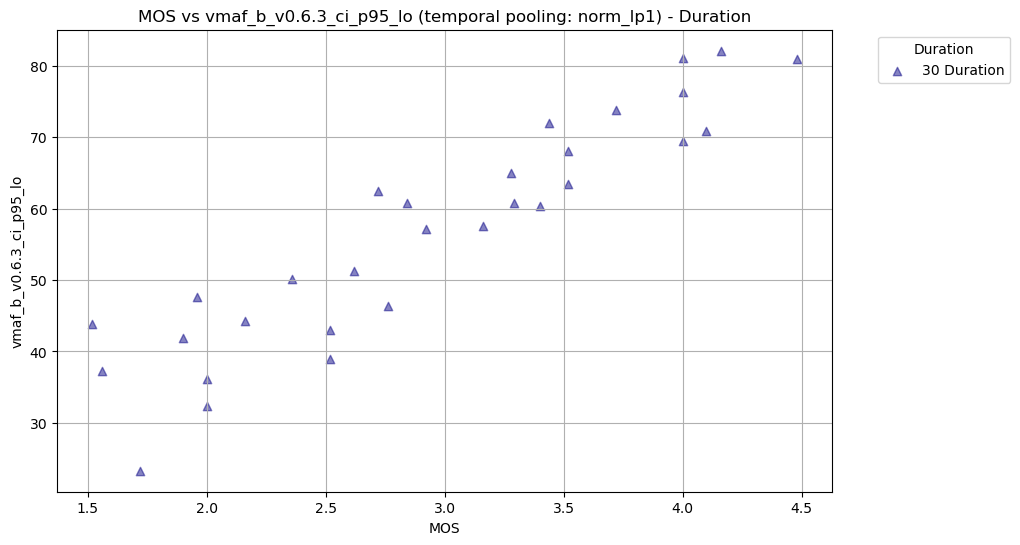 MOS vs vmaf_b_v0.6.3_ci_p95_lo (temporal pooling: norm_lp1) - Duration
Duration
30 Duration
vmaf_b_v0.6.3_ci_p95_lo
80
70
60
50
40
30
1.5 2.0 2.5 3.0 3.5 4.0 4.5
MOS